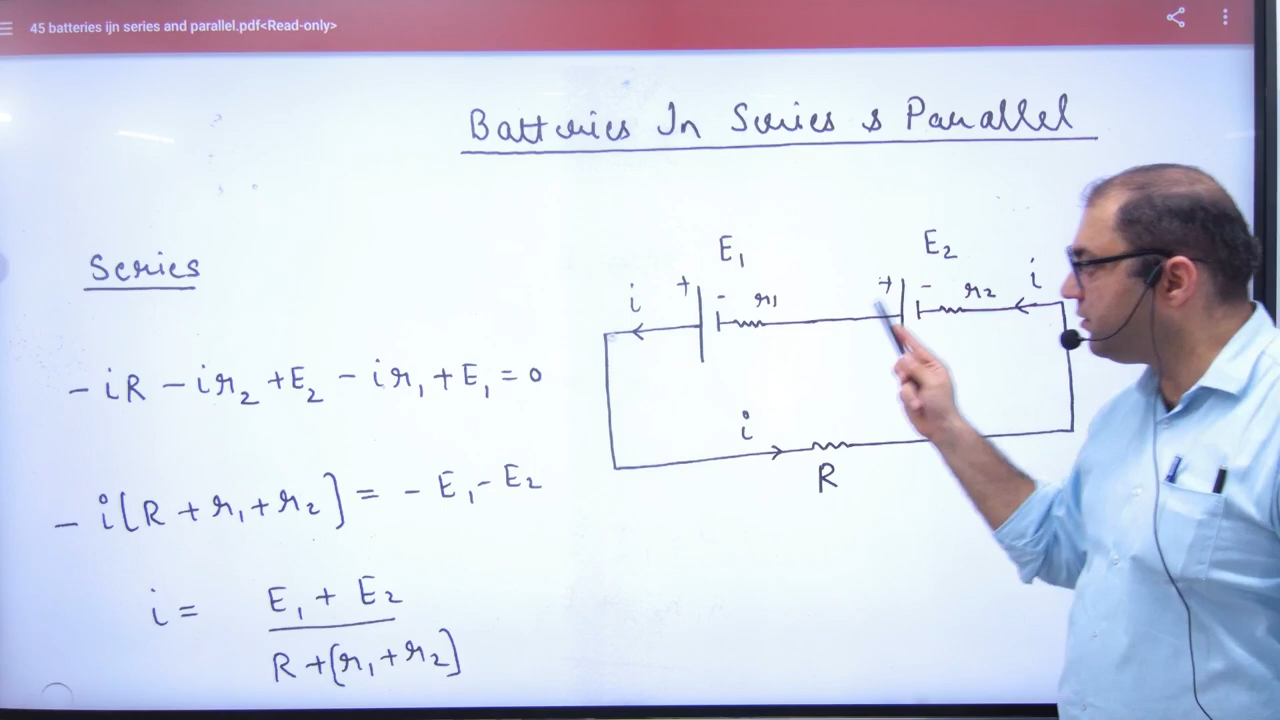 45 batteries ijn series and parallel.pdf<Read-only>
Batteries In Series & Parallel
Series
E₁
E₂
i
+
-
r₁
+
-
r₂
i
- iR - ir₂ + E₂ - ir₁ + E₁ = 0
i
R
- i[R + r₁ + r₂] = - E₁ - E₂
i = E₁ + E₂
R + (r₁ + r₂)